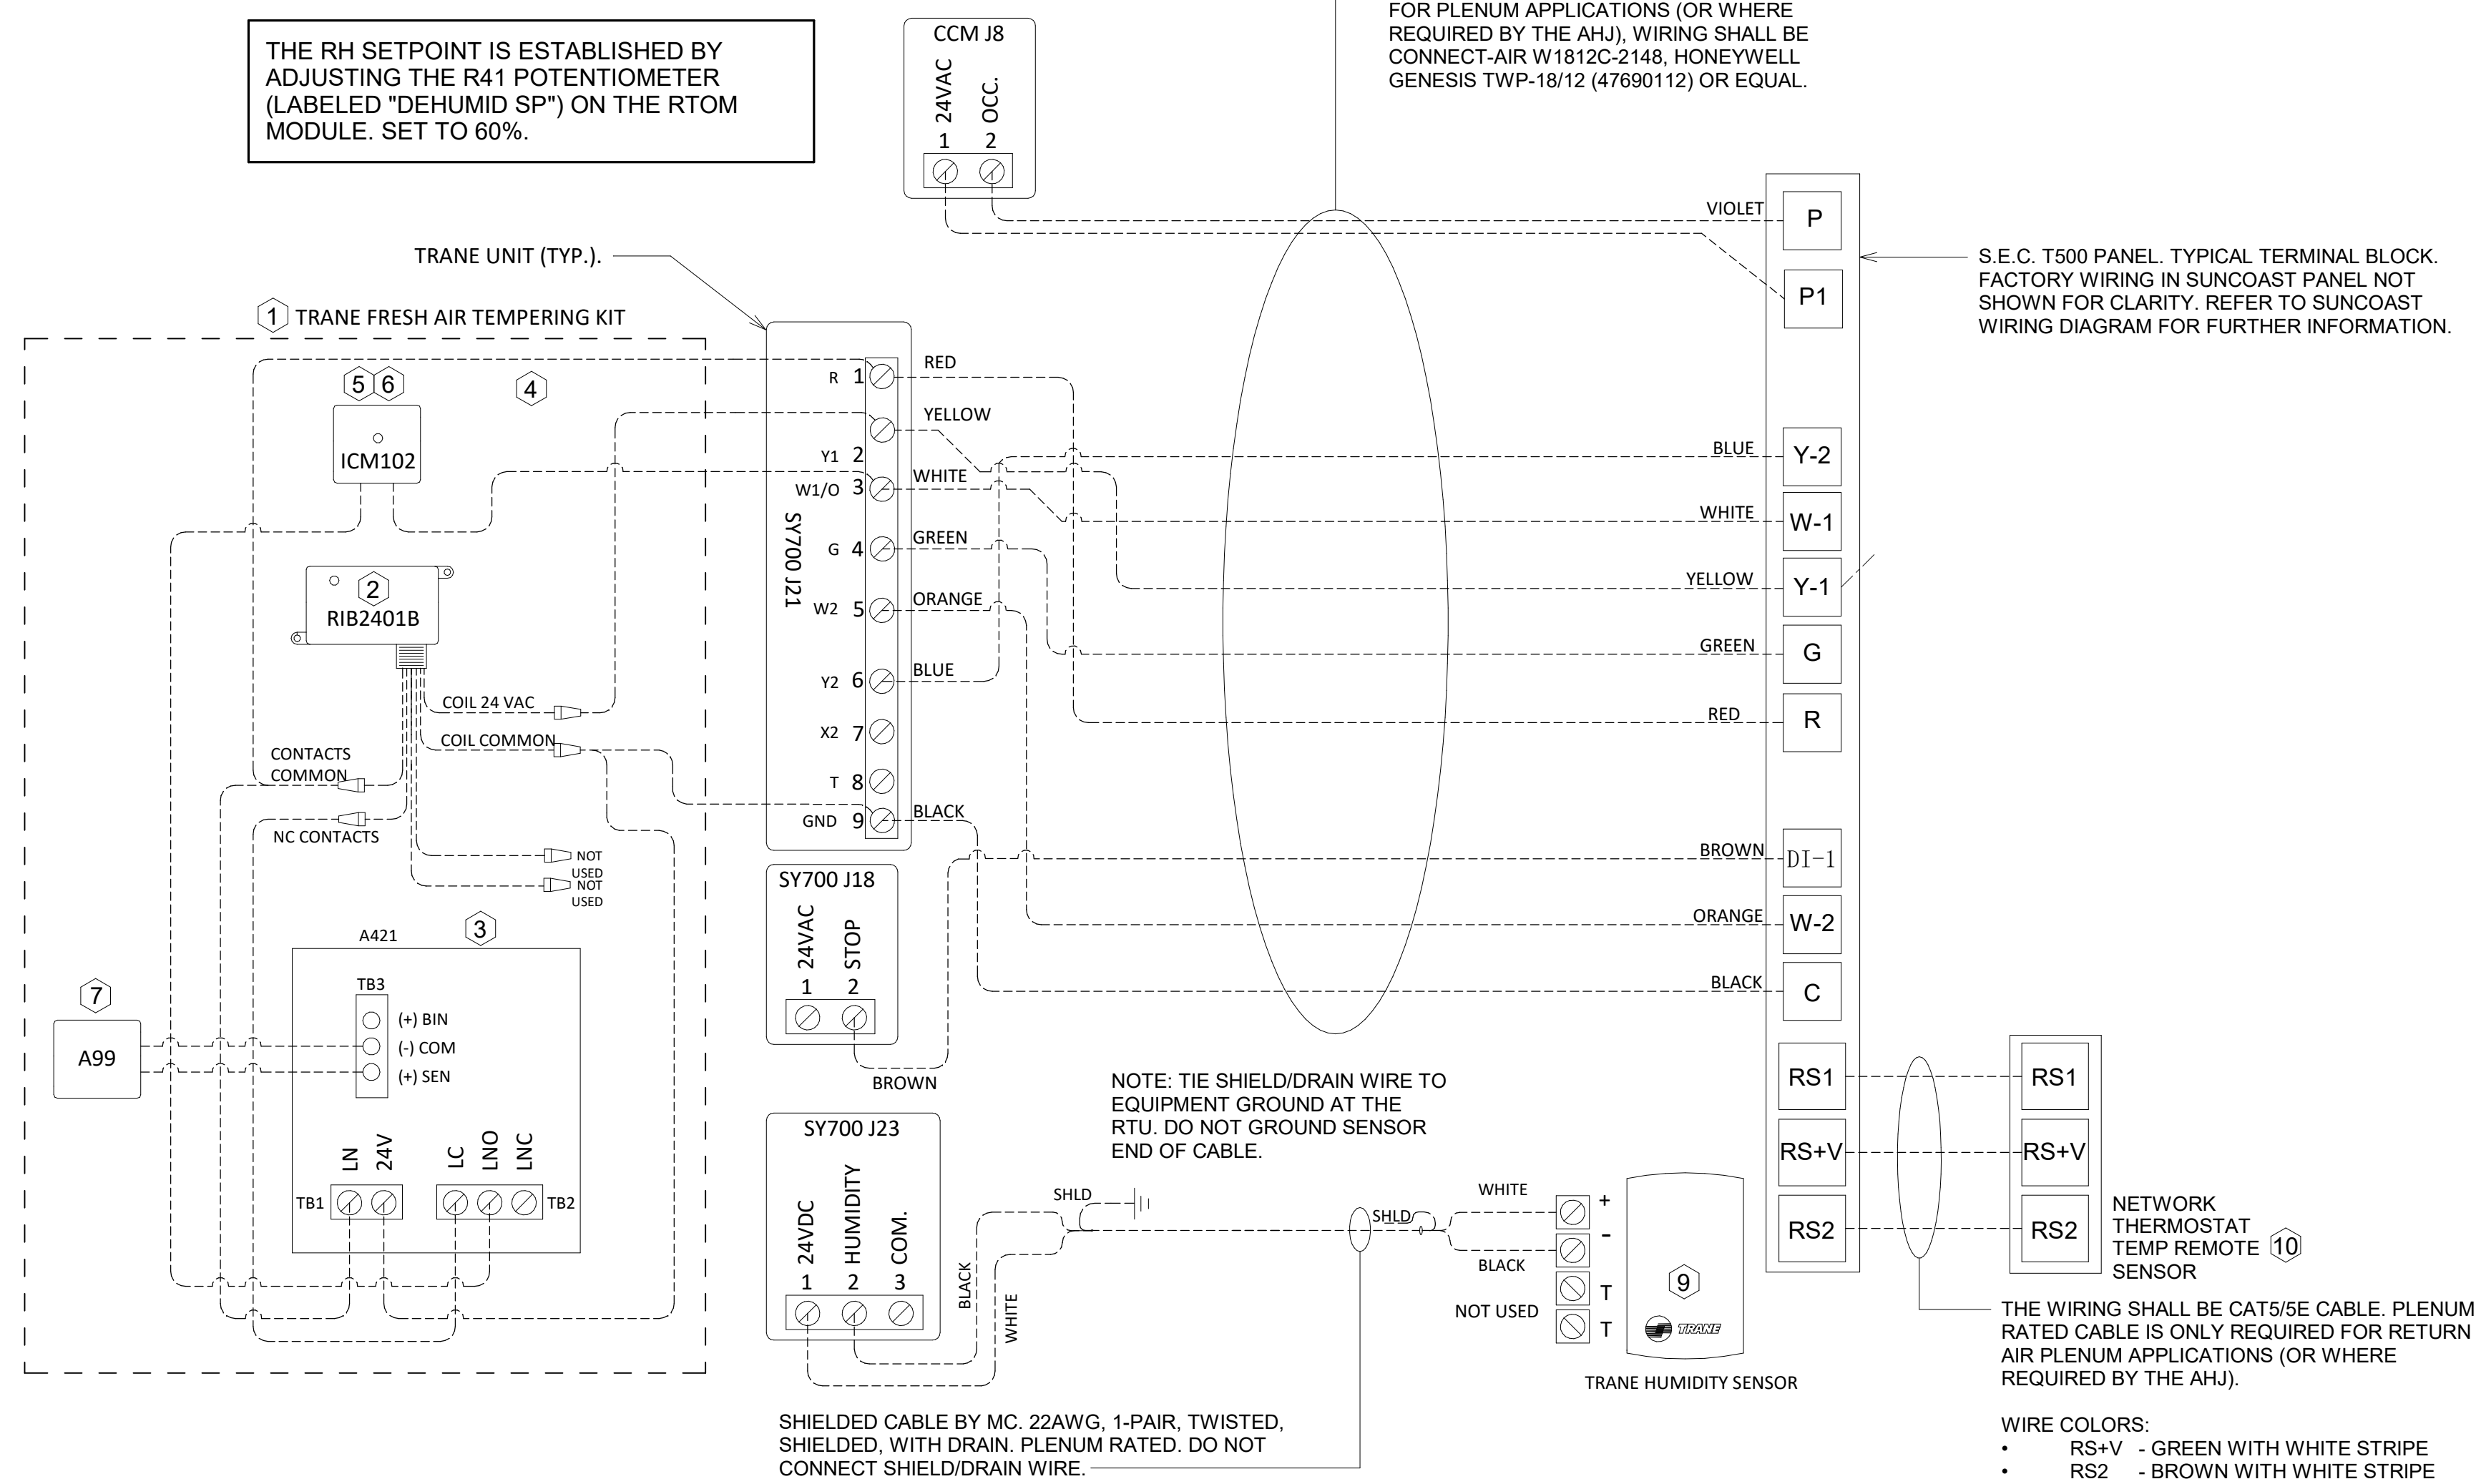 THE RH SETPOINT IS ESTABLISHED BY
ADJUSTING THE R41 POTENTIOMETER
(LABELED "DEHUMID SP") ON THE RTOM
MODULE. SET TO 60%.
CCM J8
24VAC
OCC.
1
2
FOR PLENUM APPLICATIONS (OR WHERE
REQUIRED BY THE AHJ), WIRING SHALL BE
CONNECT-AIR W1812C-2148, HONEYWELL
GENESIS TWP-18/12 (47690112) OR EQUAL.
TRANE UNIT (TYP.).
1 TRANE FRESH AIR TEMPERING KIT
5 6
4
ICM102
2
RIB2401B
COIL 24 VAC
COIL COMMON
CONTACTS
COMMON
NC CONTACTS
NOT
USED
NOT
USED
3
A421
7
A99
TB3
(+) BIN
(-) COM
(+) SEN
LN
24V
LC
LNO
LNC
TB1
TB2
SY700 J21
R 1
Y1 2
W1/O 3
G 4
W2 5
Y2 6
X2 7
T 8
GND 9
RED
YELLOW
WHITE
GREEN
ORANGE
BLUE
BLACK
SY700 J18
24VAC
STOP
1
2
BROWN
SY700 J23
24VDC
HUMIDITY
COM.
1
2
3
BLACK
WHITE
NOTE: TIE SHIELD/DRAIN WIRE TO
EQUIPMENT GROUND AT THE
RTU. DO NOT GROUND SENSOR
END OF CABLE.
SHLD
SHLD
WHITE
BLACK
NOT USED
+
-
T
T
9
TRANE
TRANE HUMIDITY SENSOR
SHIELDED CABLE BY MC. 22AWG, 1-PAIR, TWISTED,
SHIELDED, WITH DRAIN. PLENUM RATED. DO NOT
CONNECT SHIELD/DRAIN WIRE.
VIOLET
P
P1
BLUE
Y-2
WHITE
W-1
YELLOW
Y-1
GREEN
G
RED
R
BROWN
DI-1
ORANGE
W-2
BLACK
C
RS1
RS+V
RS2
S.E.C. T500 PANEL. TYPICAL TERMINAL BLOCK.
FACTORY WIRING IN SUNCOAST PANEL NOT
SHOWN FOR CLARITY. REFER TO SUNCOAST
WIRING DIAGRAM FOR FURTHER INFORMATION.
RS1
RS+V
RS2
NETWORK
THERMOSTAT
TEMP REMOTE 10
SENSOR
THE WIRING SHALL BE CAT5/5E CABLE. PLENUM
RATED CABLE IS ONLY REQUIRED FOR RETURN
AIR PLENUM APPLICATIONS (OR WHERE
REQUIRED BY THE AHJ).
WIRE COLORS:
• RS+V - GREEN WITH WHITE STRIPE
• RS2 - BROWN WITH WHITE STRIPE